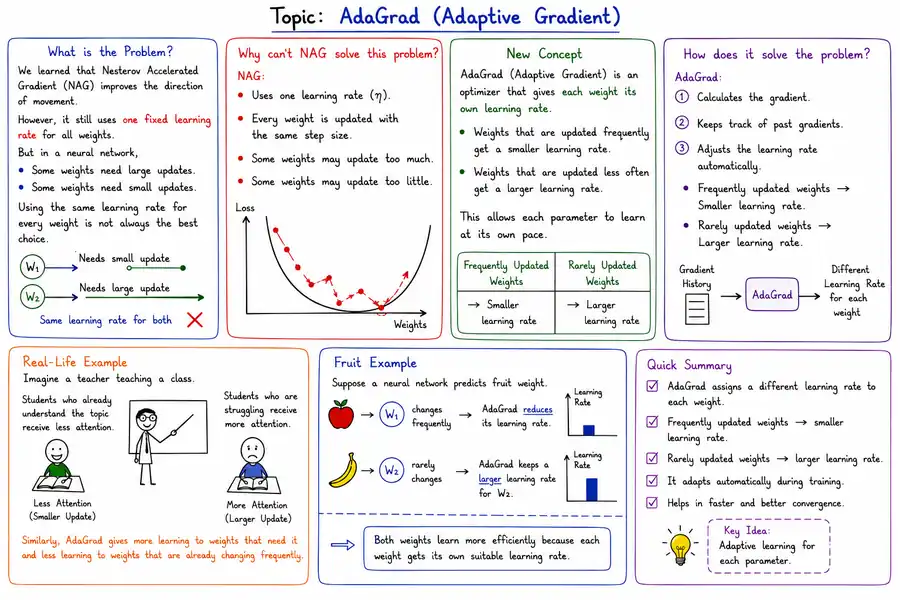 Topic: AdaGrad (Adaptive Gradient)
What is the Problem?
We learned that Nesterov Accelerated
Gradient (NAG) improves the direction
of movement.
However, it still uses one fixed learning
rate for all weights.
But in a neural network,
• Some weights need large updates.
• Some weights need small updates.
Using the same learning rate for
every weight is not always the best
choice.
W₁
Needs small update
W₂
Needs large update
Same learning rate for both
Why can't NAG solve this problem?
NAG:
• Uses one learning rate (η).
• Every weight is updated with
the same step size.
• Some weights may update too much.
• Some weights may update too little.
Loss
Weights
New Concept
AdaGrad (Adaptive Gradient) is an
optimizer that gives each weight its
own learning rate.
• Weights that are updated frequently
get a smaller learning rate.
• Weights that are updated less often
get a larger learning rate.
This allows each parameter to learn
at its own pace.
Frequently Updated
Weights
→ Smaller
learning rate
Rarely Updated
Weights
→ Larger
learning rate
How does it solve the problem?
AdaGrad:
① Calculates the gradient.
② Keeps track of past gradients.
③ Adjusts the learning rate
automatically.
• Frequently updated weights →
Smaller learning rate.
• Rarely updated weights →
Larger learning rate.
Gradient
History
AdaGrad
Different
Learning Rate
for each
weight
Real-Life Example
Imagine a teacher teaching a class.
Students who already
understand the topic
receive less attention.
Less Attention
(Smaller Update)
Students who are
struggling receive
more attention.
More Attention
(Larger Update)
Similarly, AdaGrad gives more learning to weights that need it
and less learning to weights that are already changing frequently.
Fruit Example
Suppose a neural network predicts fruit weight.
W₁
changes
frequently
AdaGrad reduces
its learning rate.
Learning
Rate
W₂
rarely
changes
AdaGrad keeps a
larger learning rate
for W₂.
Learning
Rate
Both weights learn more efficiently because each
weight gets its own suitable learning rate.
Quick Summary
AdaGrad assigns a different learning rate to
each weight.
Frequently updated weights → smaller
learning rate.
Rarely updated weights → larger learning rate.
It adapts automatically during training.
Helps in faster and better convergence.
Key Idea:
Adaptive learning for
each parameter.